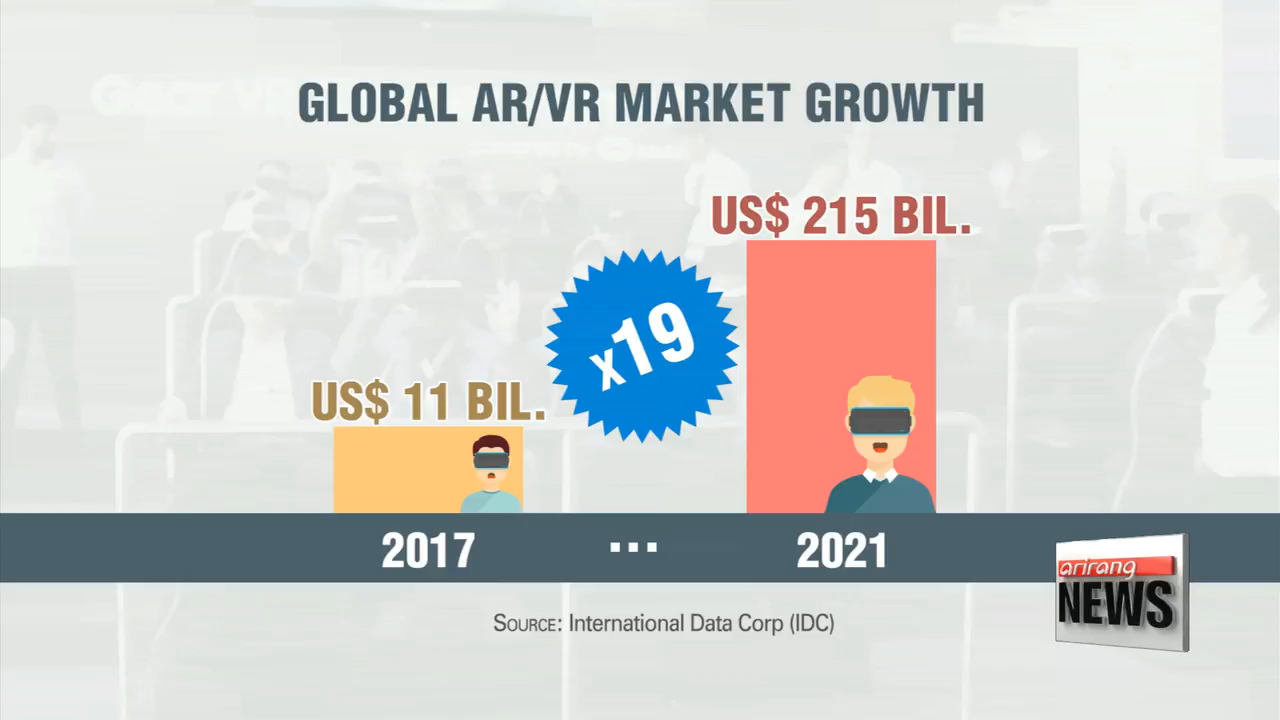 GLOBAL AR/VR MARKET GROWTH
US$ 215 BIL.
x19
US$ 11 BIL.
2017 ... 2021
SOURCE: International Data Corp (IDC)
arirang
NEWS